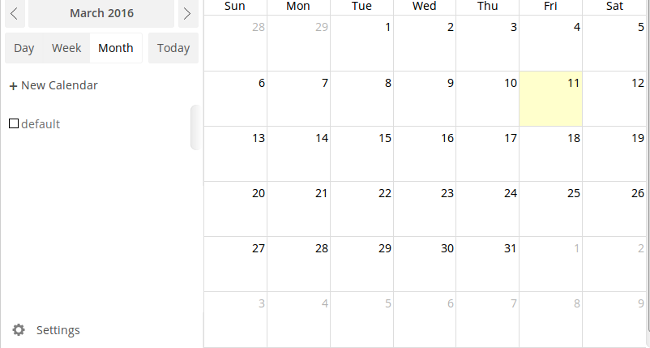 March 2016
Day Week Month Today
+ New Calendar
default
Settings
Sun Mon Tue Wed Thu Fri Sat
28 29 1 2 3 4 5
6 7 8 9 10 11 12
13 14 15 16 17 18 19
20 21 22 23 24 25 26
27 28 29 30 31 1 2
3 4 5 6 7 8 9